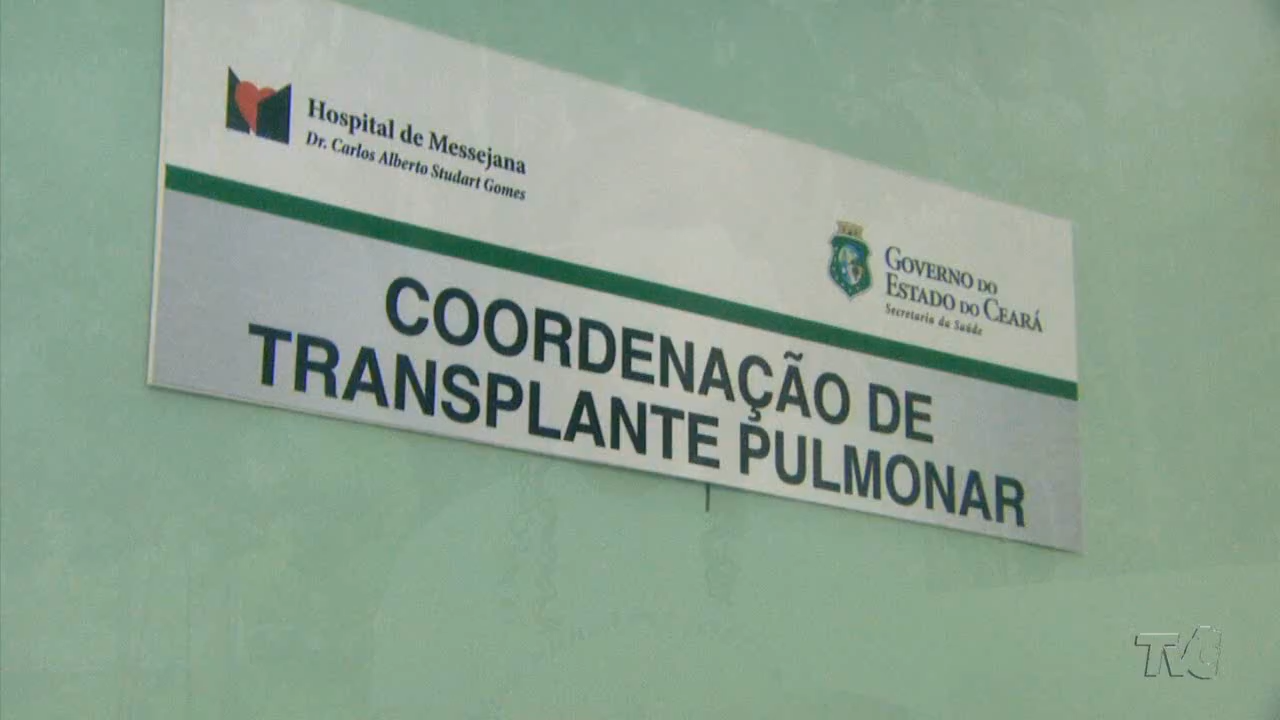 Hospital de Messejana
Dr. Carlos Alberto Studart Gomes
GOVERNO DO
ESTADO DO CEARÁ
Secretaria da Saúde
COORDENAÇÃO DE
TRANSPLANTE PULMONAR
TVC